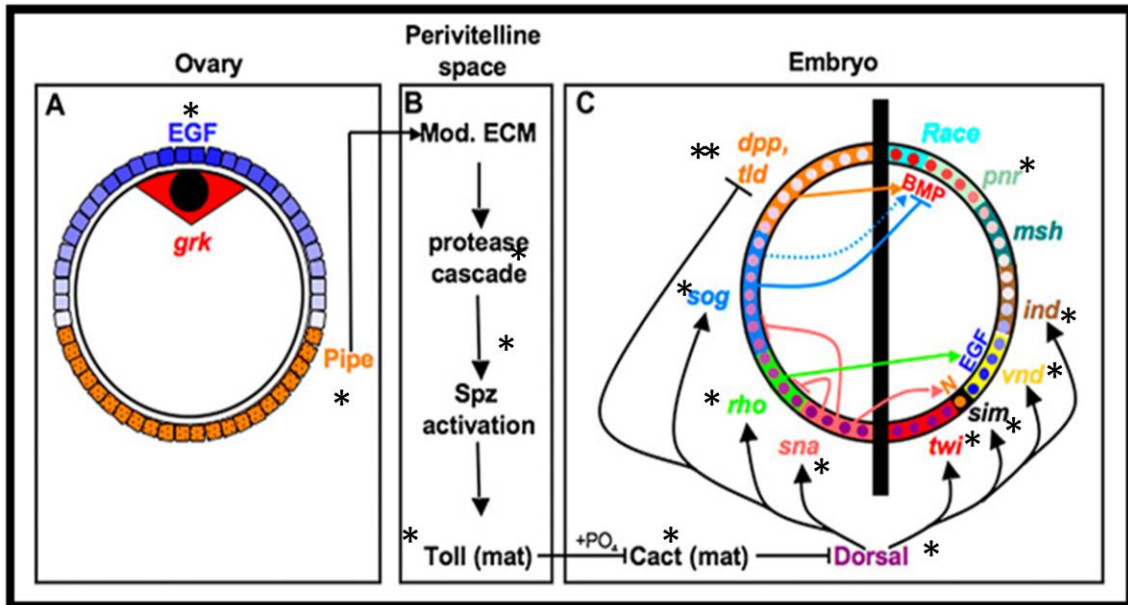 Ovary
Perivitelline
space
Embryo
A
*
EGF
grk
Pipe
*
B
Mod. ECM
protease
*
cascade
*
Spz
activation
*
Toll (mat)
+PO₄
*
Cact (mat)
Dorsal
*
C
**
dpp,
tld
*
sog
*
rho
sna
*
Race
BMP
pnr
*
msh
ind
*
EGF
vnd
*
N
sim
*
twi
*